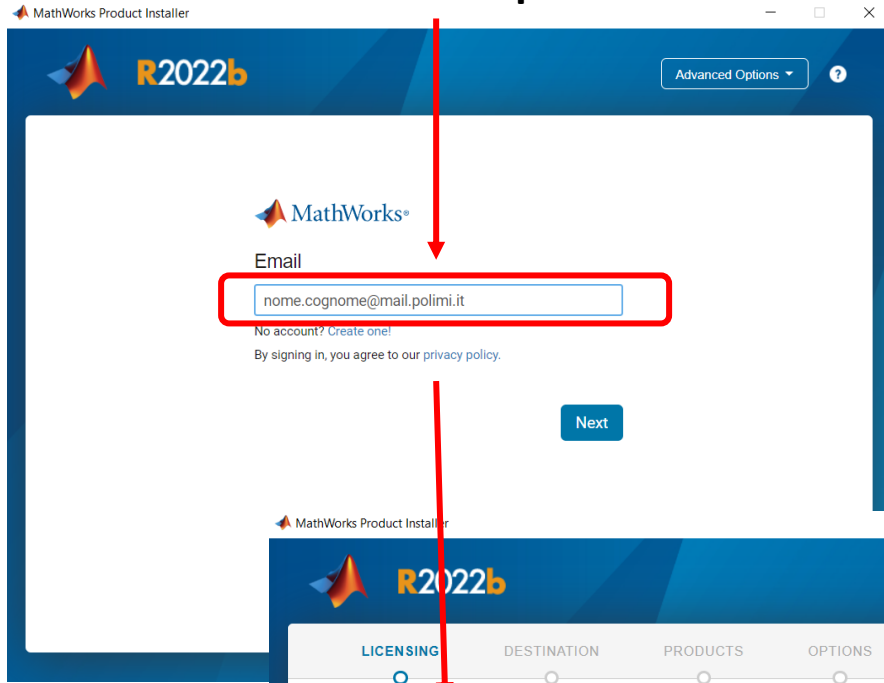 MathWorks Product Installer
R2022b
Advanced Options
?
MathWorks®
Email
nome.cognome@mail.polimi.it
No account? Create one!
By signing in, you agree to our privacy policy.
Next
MathWorks Product Installer
R2022b
LICENSING DESTINATION PRODUCTS OPTIONS